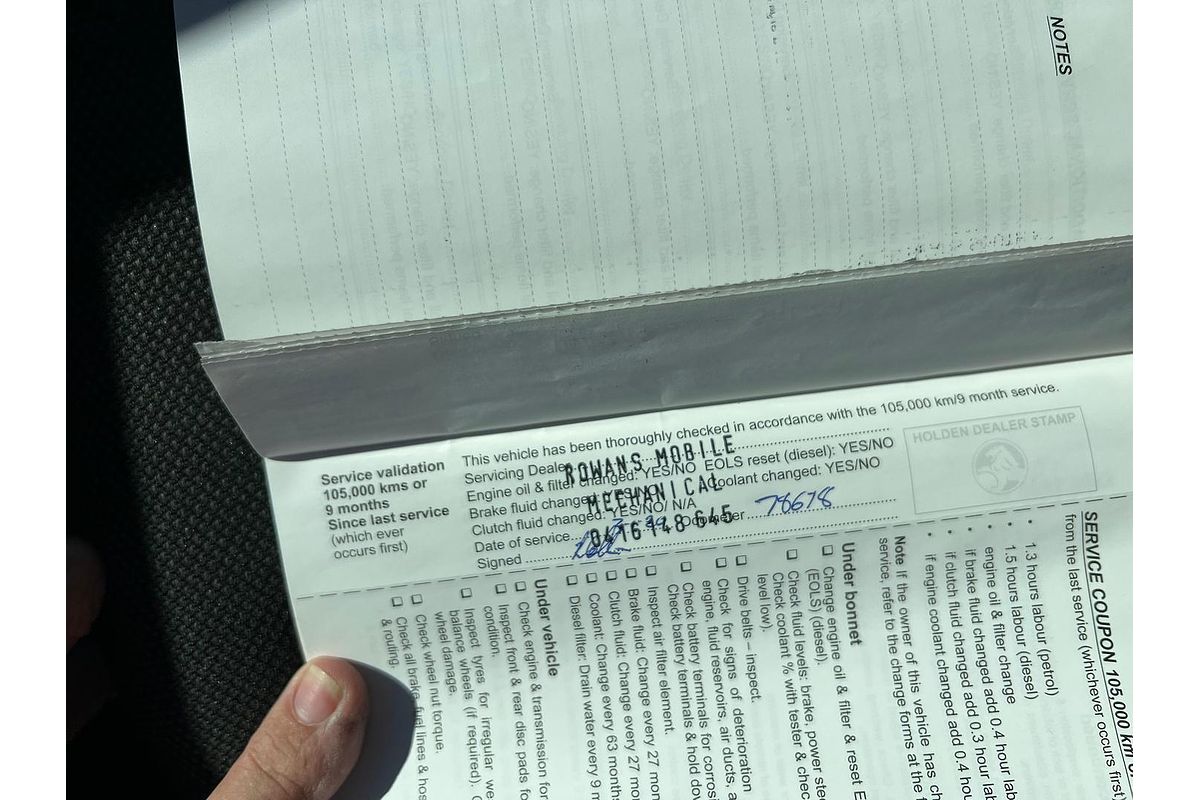 NOTES
Service validation
105,000 kms or
9 months
Since last service
(which ever
occurs first)
This vehicle has been thoroughly checked in accordance with the 105,000 km/9 month service.
Servicing Dealer
Engine oil & filter changed: YES/NO EOLS reset (diesel): YES/NO
Brake fluid changed: YES/NO Coolant changed: YES/NO
Clutch fluid changed: YES/NO/ N/A
Date of service Odometer 78678
Signed
ROWANS MOBILE
MECHANICAL
0416 148 645
HOLDEN DEALER STAMP
SERVICE COUPON 105,000 km
from the last service (whichever occurs first)
• 1.3 hours labour (petrol)
• 1.5 hours labour (diesel)
engine oil & filter change
• if brake fluid changed add 0.4 hour
• if clutch fluid changed add 0.3 hour
• if engine coolant changed add 0.4
Note If the owner of this vehicle has
service, refer to the change forms at the
Under bonnet
❑ Change engine oil & filter & reset
(EOLS) (diesel).
❑ Check fluid levels: brake, power
Check coolant % with tester &
level low).
❑ Drive belts – inspect.
❑ Check for signs of deterioration
engine, fluid reservoirs, air ducts,
❑ Check battery terminals for
Check battery terminals & hold
❑ Inspect air filter element.
❑ Brake fluid: Change every 27
❑ Clutch fluid: Change every 27
❑ Coolant: Change every 63 months
❑ Diesel filter: Drain water every 9
Under vehicle
❑ Check engine & transmission for
❑ Inspect front & rear disc pads for
condition.
❑ Inspect tyres for irregular
balance wheels (if required).
wheel damage.
❑ Check wheel nut torque.
❑ Check all brake, fuel lines &
& routing.